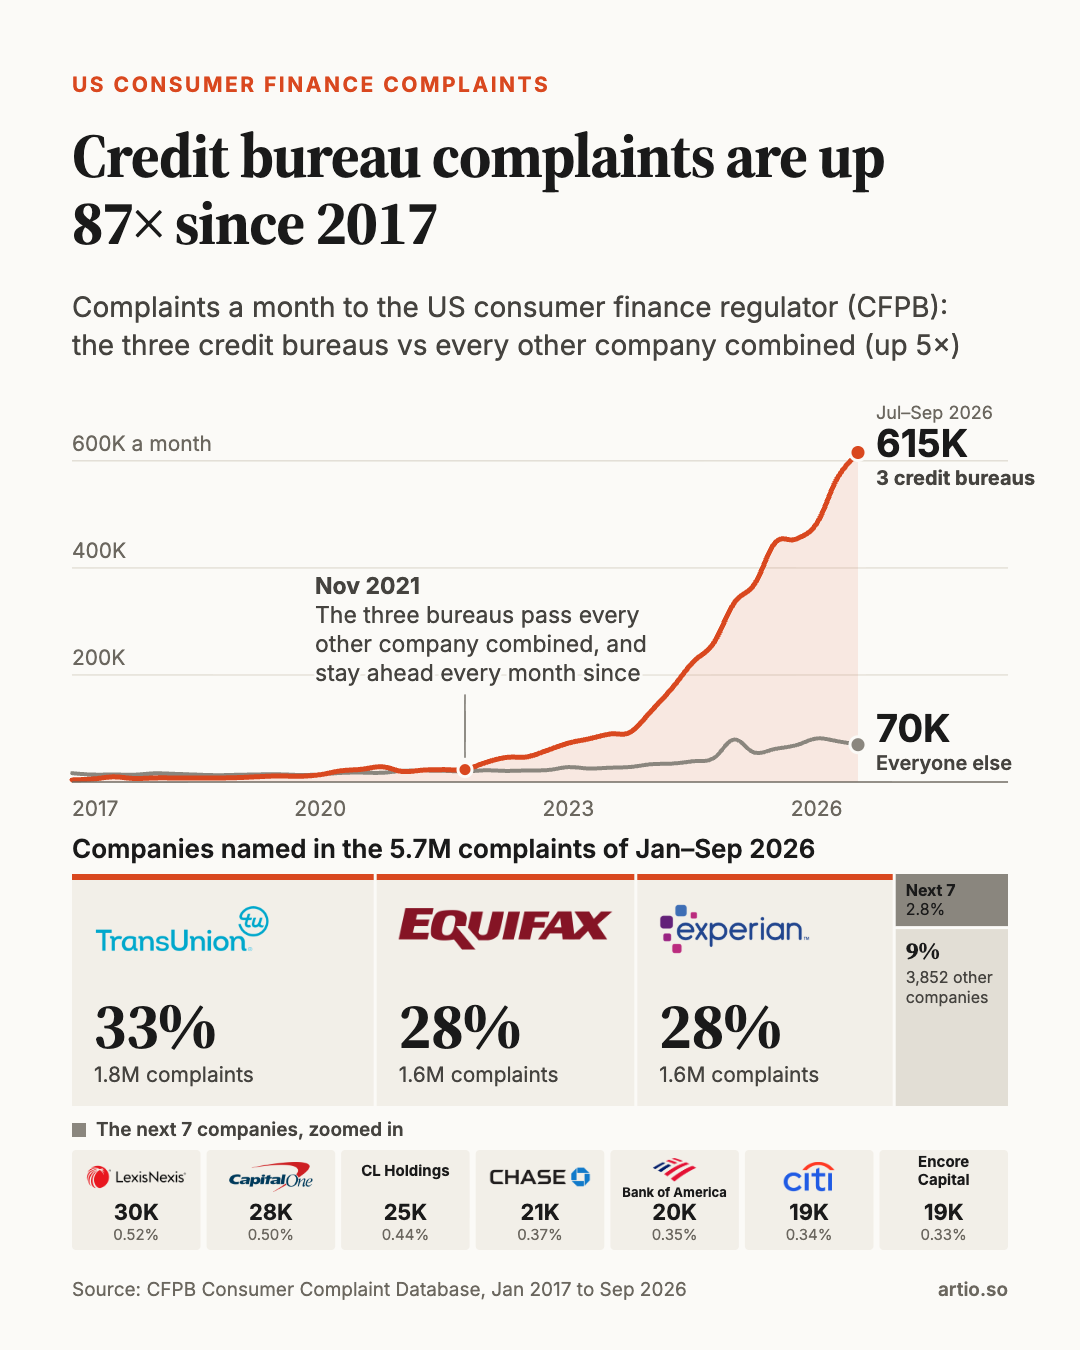 US CONSUMER FINANCE COMPLAINTS
Credit bureau complaints are up
87× since 2017
Complaints a month to the US consumer finance regulator (CFPB):
the three credit bureaus vs every other company combined (up 5×)
Jul–Sep 2026
615K
3 credit bureaus
600K a month
400K
Nov 2021
The three bureaus pass every
other company combined, and
stay ahead every month since
200K
70K
Everyone else
2017 2020 2023 2026
Companies named in the 5.7M complaints of Jan–Sep 2026
TransUnion tu
33%
1.8M complaints
EQUIFAX
28%
1.6M complaints
experian™
28%
1.6M complaints
Next 7
2.8%
9%
3,852 other
companies
The next 7 companies, zoomed in
LexisNexis®
30K
0.52%
Capital One
28K
0.50%
CL Holdings
25K
0.44%
CHASE
21K
0.37%
Bank of America
20K
0.35%
citi
19K
0.34%
Encore
Capital
19K
0.33%
Source: CFPB Consumer Complaint Database, Jan 2017 to Sep 2026
artio.so